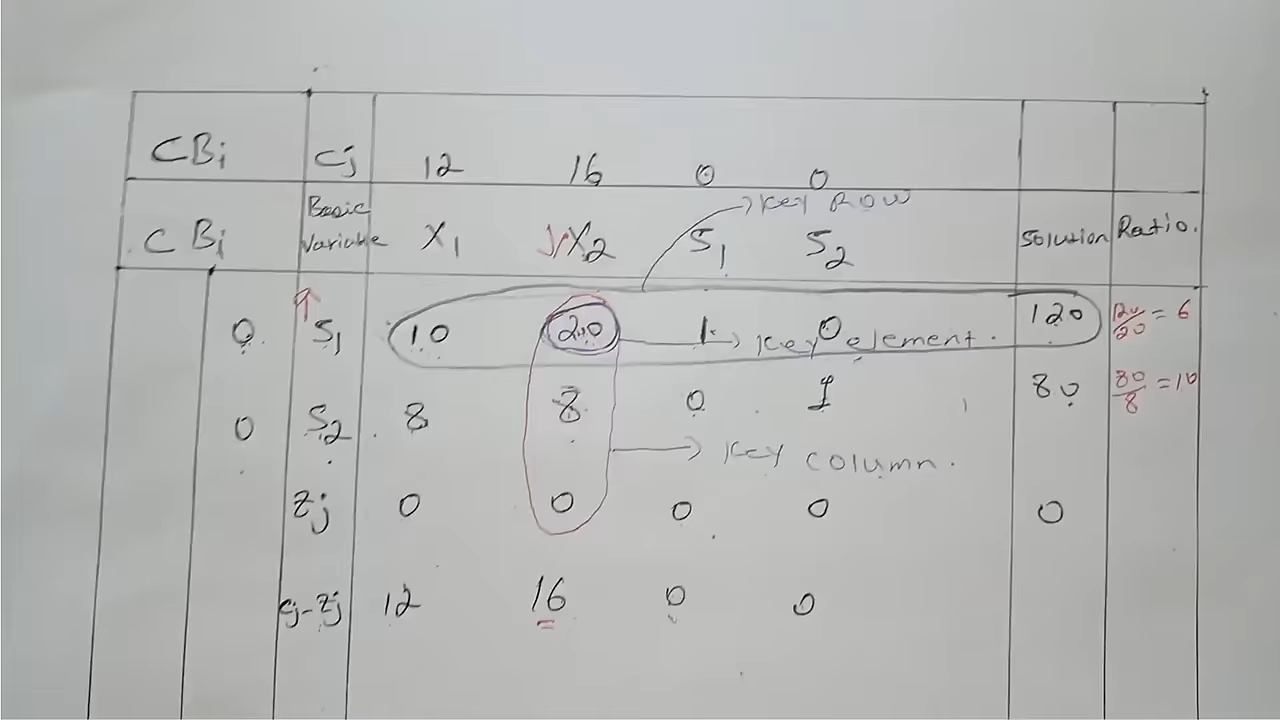 CBi Cj 12 16 0 0
→ Key Row
CBi Basic Variable X1 X2 S1 S2 Solution Ratio.
0 S1 10 20 1 0 120 120/20 = 6
→ Key element.
0 S2 8 8 0 1 80 80/8 = 10
→ Key column.
Zj 0 0 0 0 0
Cj-Zj 12 16 0 0